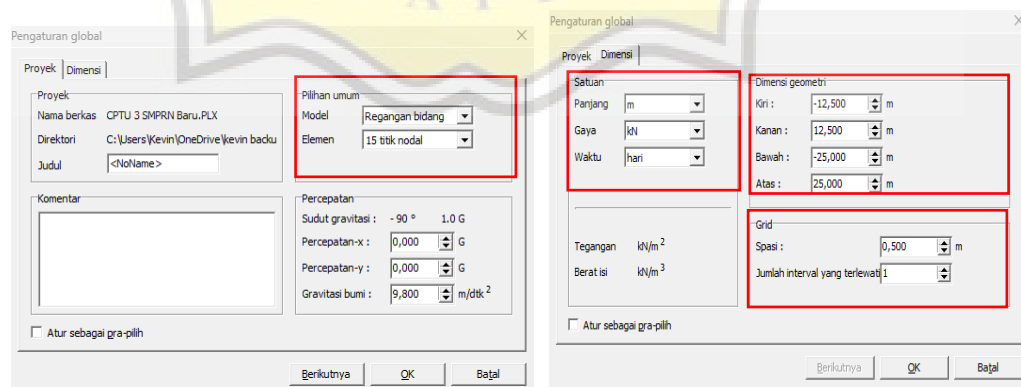 Pengaturan global
Proyek Dimensi
Proyek
Nama berkas CPTU 3 SMPRN Baru.PLX
Direktori C:\Users\Kevin\OneDrive\kevin backu
Judul <NoName>
Komentar
Pilihan umum
Model Regangan bidang
Elemen 15 titik nodal
Percepatan
Sudut gravitasi : - 90 ° 1.0 G
Percepatan-x : 0,000 G
Percepatan-y : 0,000 G
Gravitasi bumi : 9,800 m/dtk 2
Atur sebagai pra-pilih
Berikutnya OK Batal
Pengaturan global
Proyek Dimensi
Satuan
Panjang m
Gaya kN
Waktu hari
Tegangan kN/m 2
Berat isi kN/m 3
Dimensi geometri
Kiri : -12,500 m
Kanan : 12,500 m
Bawah : -25,000 m
Atas : 25,000 m
Grid
Spasi : 0,500 m
Jumlah interval yang terlewati 1
Atur sebagai pra-pilih
Berikutnya OK Batal